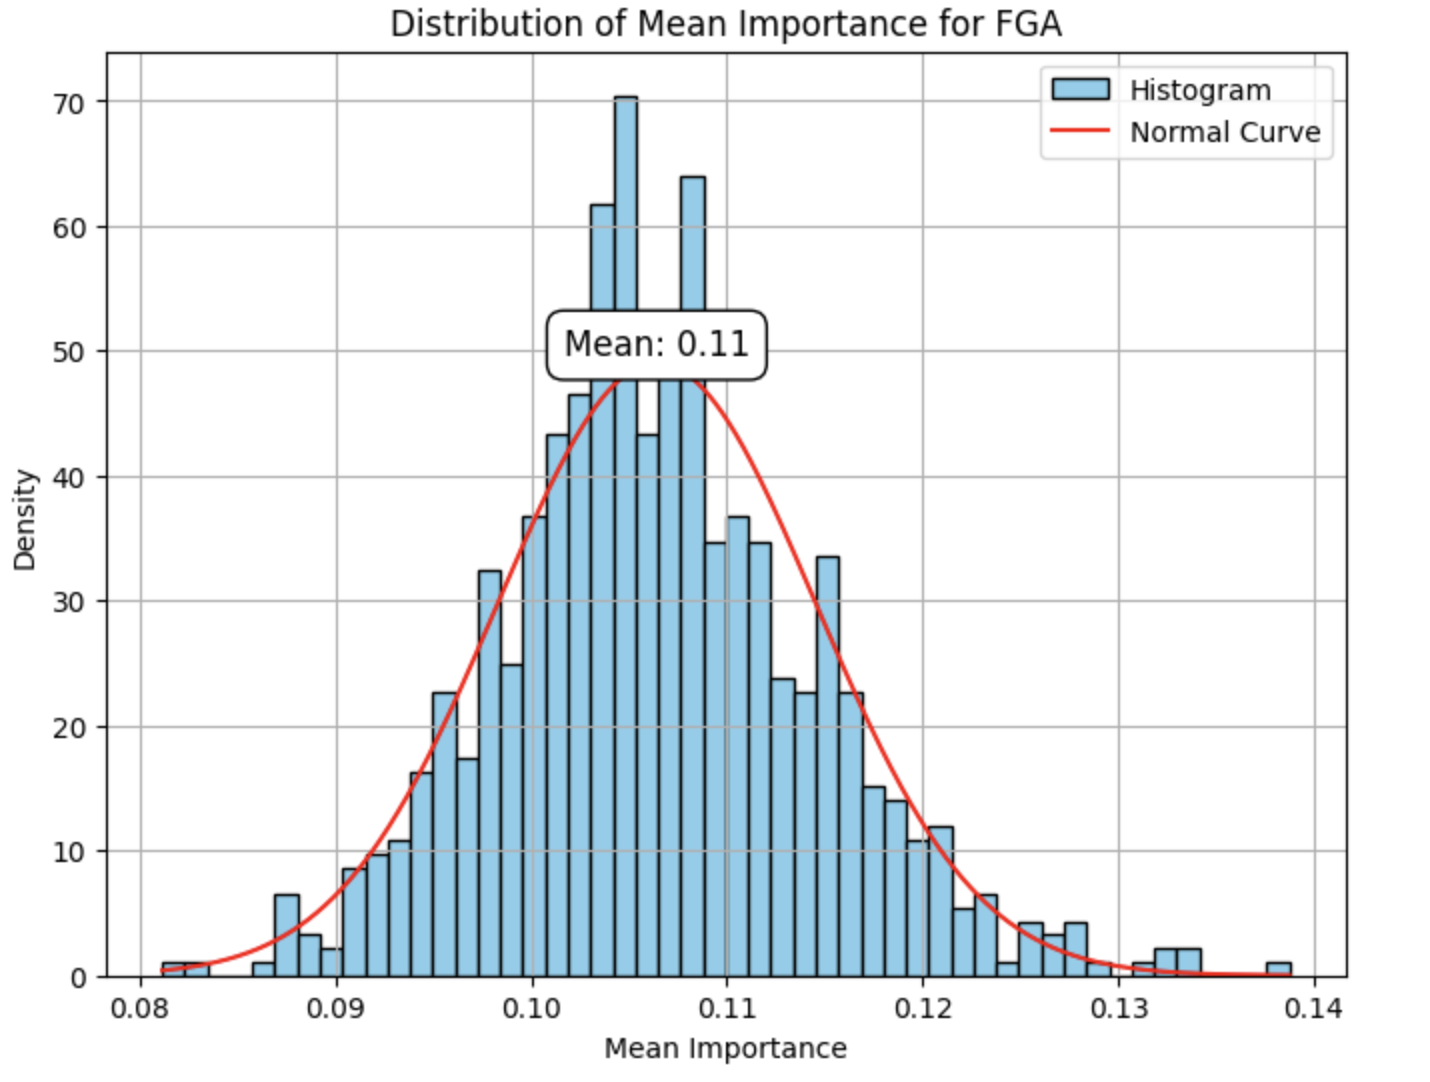 Distribution of Mean Importance for FGA
Histogram
Normal Curve
Mean: 0.11
Density
70
60
50
40
30
20
10
0
0.08 0.09 0.10 0.11 0.12 0.13 0.14
Mean Importance